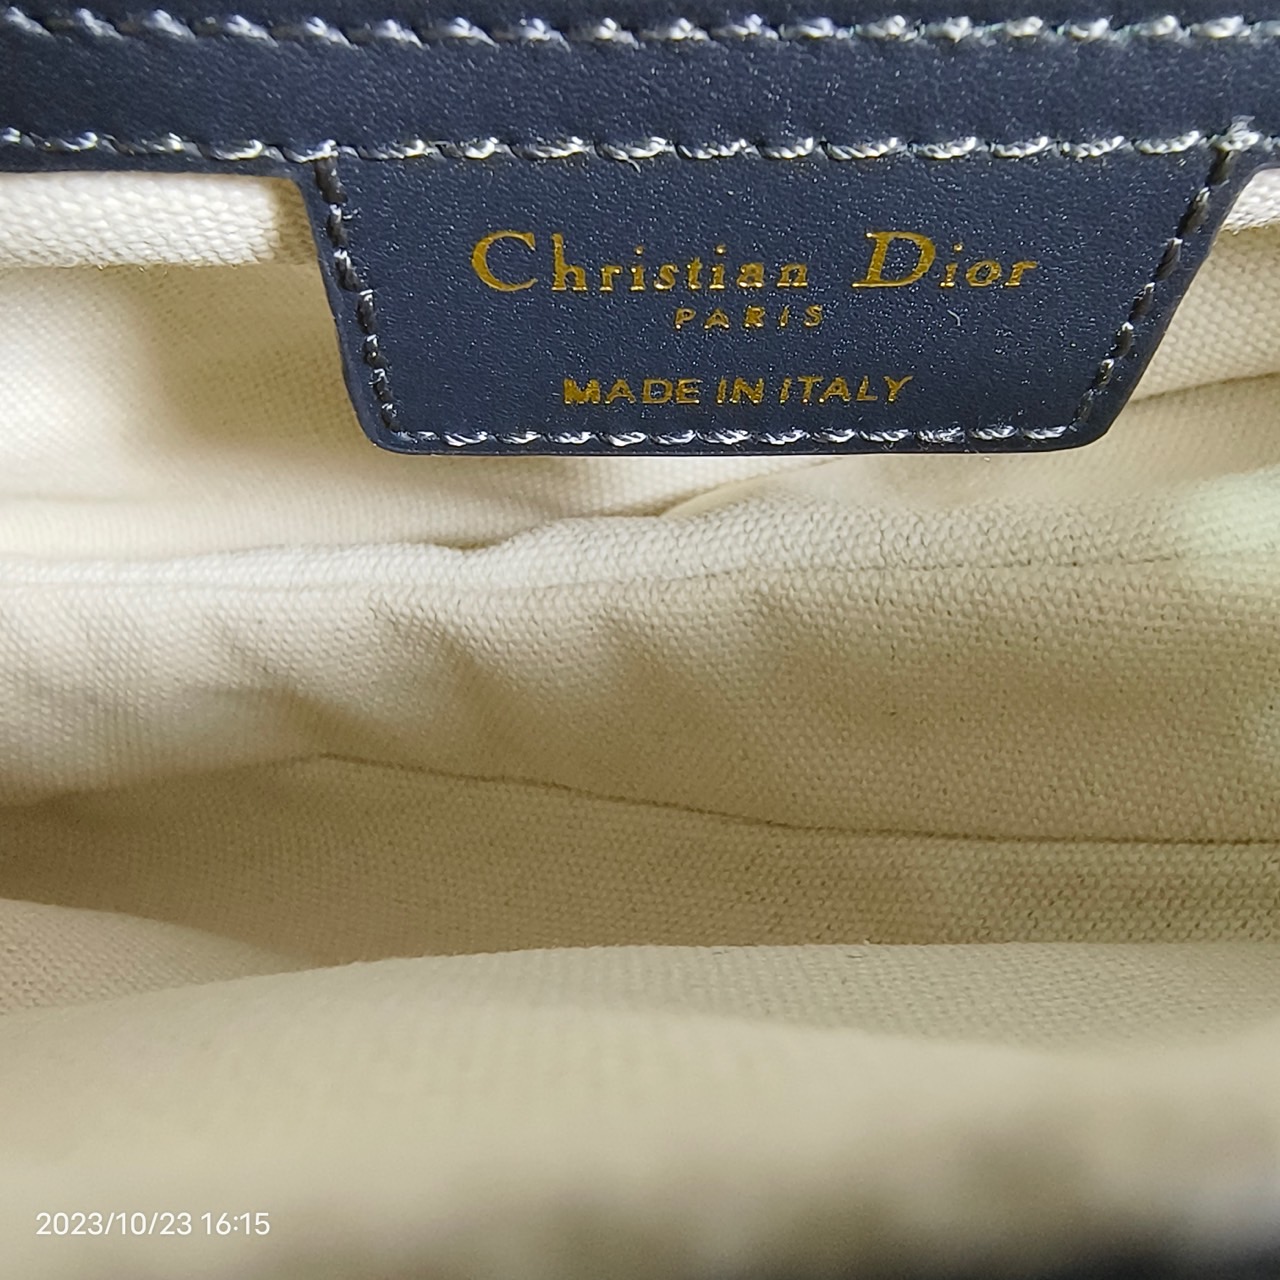 Christian Dior
PARIS
MADE IN ITALY
2023/10/23 16:15